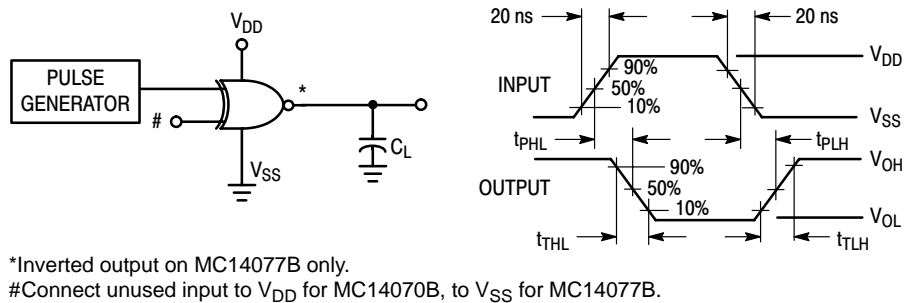 V_DD
PULSE
GENERATOR
#
*
V_SS
C_L
20 ns
20 ns
INPUT
90%
50%
10%
V_DD
V_SS
t_PHL
t_PLH
OUTPUT
90%
50%
10%
V_OH
V_OL
t_THL
t_TLH
*Inverted output on MC14077B only.
#Connect unused input to V_DD for MC14070B, to V_SS for MC14077B.